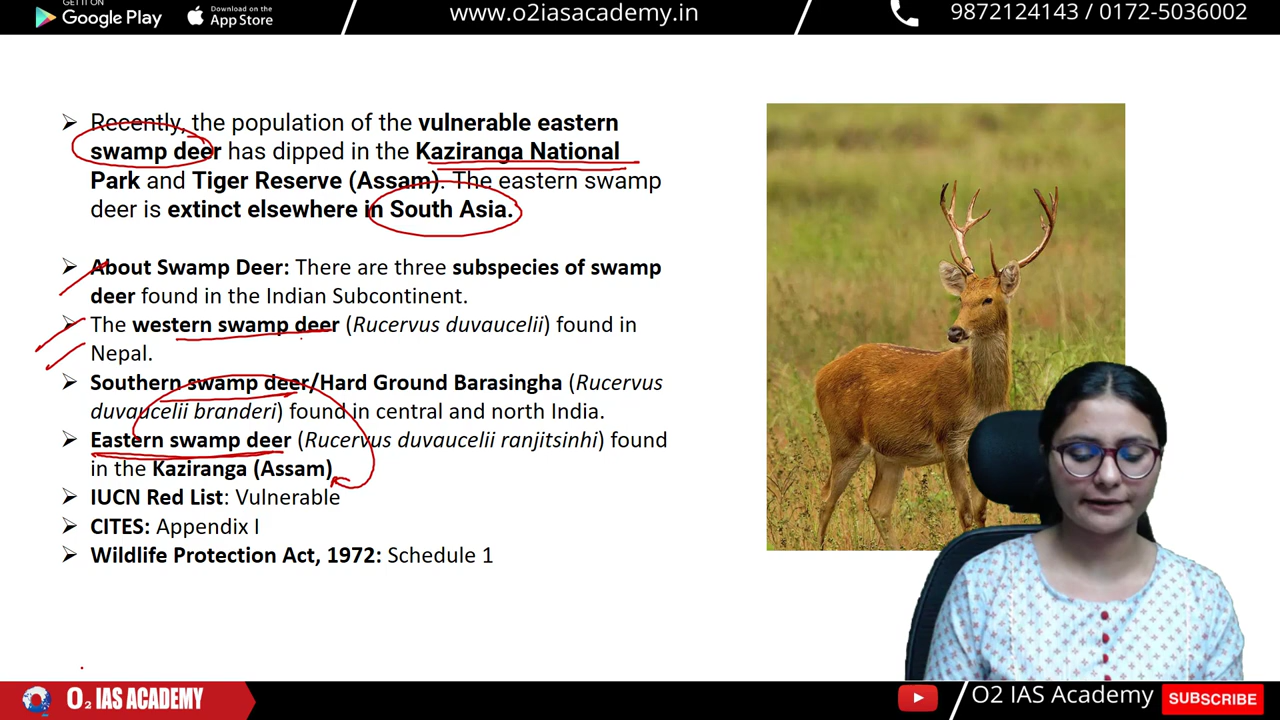 GET IT ON
Google Play
Download on the
App Store
www.o2iasacademy.in
9872124143 / 0172-5036002
➢ Recently, the population of the vulnerable eastern
swamp deer has dipped in the Kaziranga National
Park and Tiger Reserve (Assam). The eastern swamp
deer is extinct elsewhere in South Asia.
➢ About Swamp Deer: There are three subspecies of swamp
deer found in the Indian Subcontinent.
➢ The western swamp deer (Rucervus duvaucelii) found in
Nepal.
➢ Southern swamp deer/Hard Ground Barasingha (Rucervus
duvaucelii branderi) found in central and north India.
➢ Eastern swamp deer (Rucervus duvaucelii ranjitsinhi) found
in the Kaziranga (Assam)
➢ IUCN Red List: Vulnerable
➢ CITES: Appendix I
➢ Wildlife Protection Act, 1972: Schedule 1
O₂ IAS ACADEMY
O2 IAS Academy
SUBSCRIBE